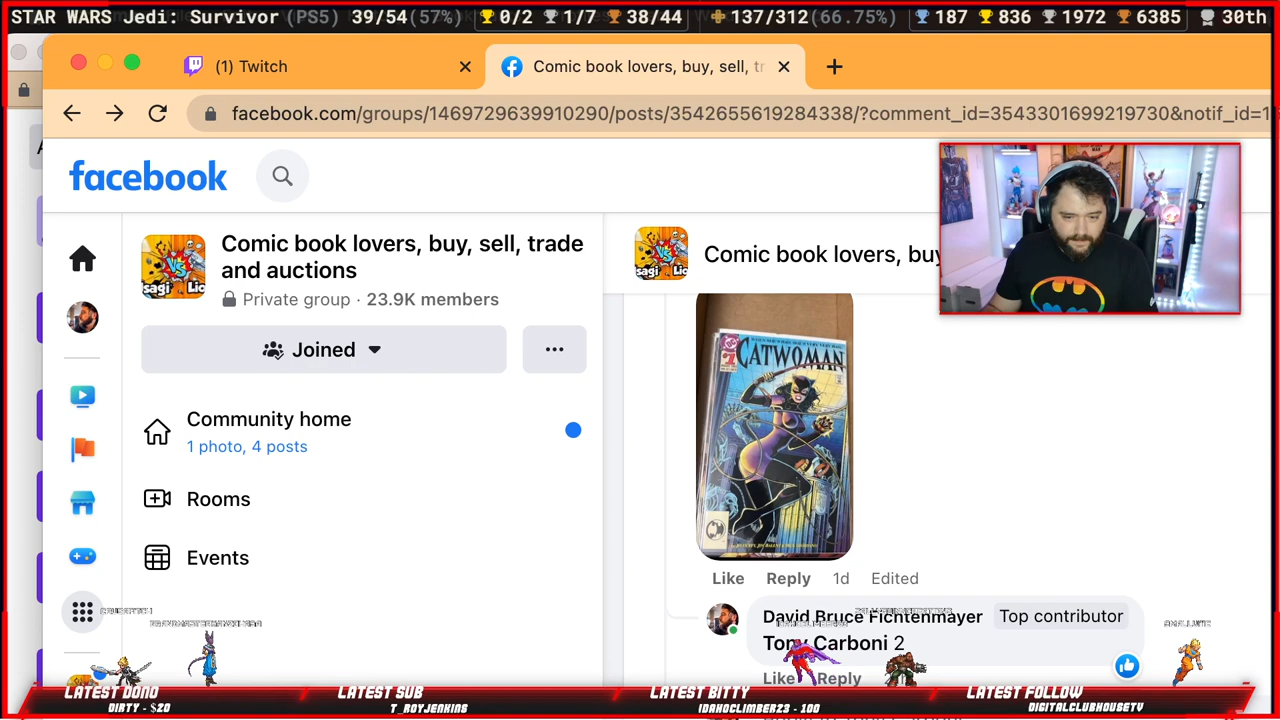 STAR WARS Jedi: Survivor (PS5) 39/54(57%) 0/2 1/7 38/44 137/312(66.75%) 187 836 1972 6385 30th
(1) Twitch
Comic book lovers, buy, sell, tr
facebook.com/groups/1469729639910290/posts/3542655619284338/?comment_id=3543301699219730&notif_id=1
facebook
Comic book lovers, buy, sell, trade
and auctions
Private group · 23.9K members
Joined
Community home
1 photo, 4 posts
Rooms
Events
Comic book lovers, buy
#1
CATWOMAN
Like Reply 1d Edited
David Bruce Fichtenmayer Top contributor
Tony Carboni 2
Like Reply
LATEST DONO
DIRTY - $20
LATEST SUB
T_ROYJENKINS
LATEST BITTY
IDAHOCLIMBER23 - 100
LATEST FOLLOW
DIGITALCLUBHOUSETV